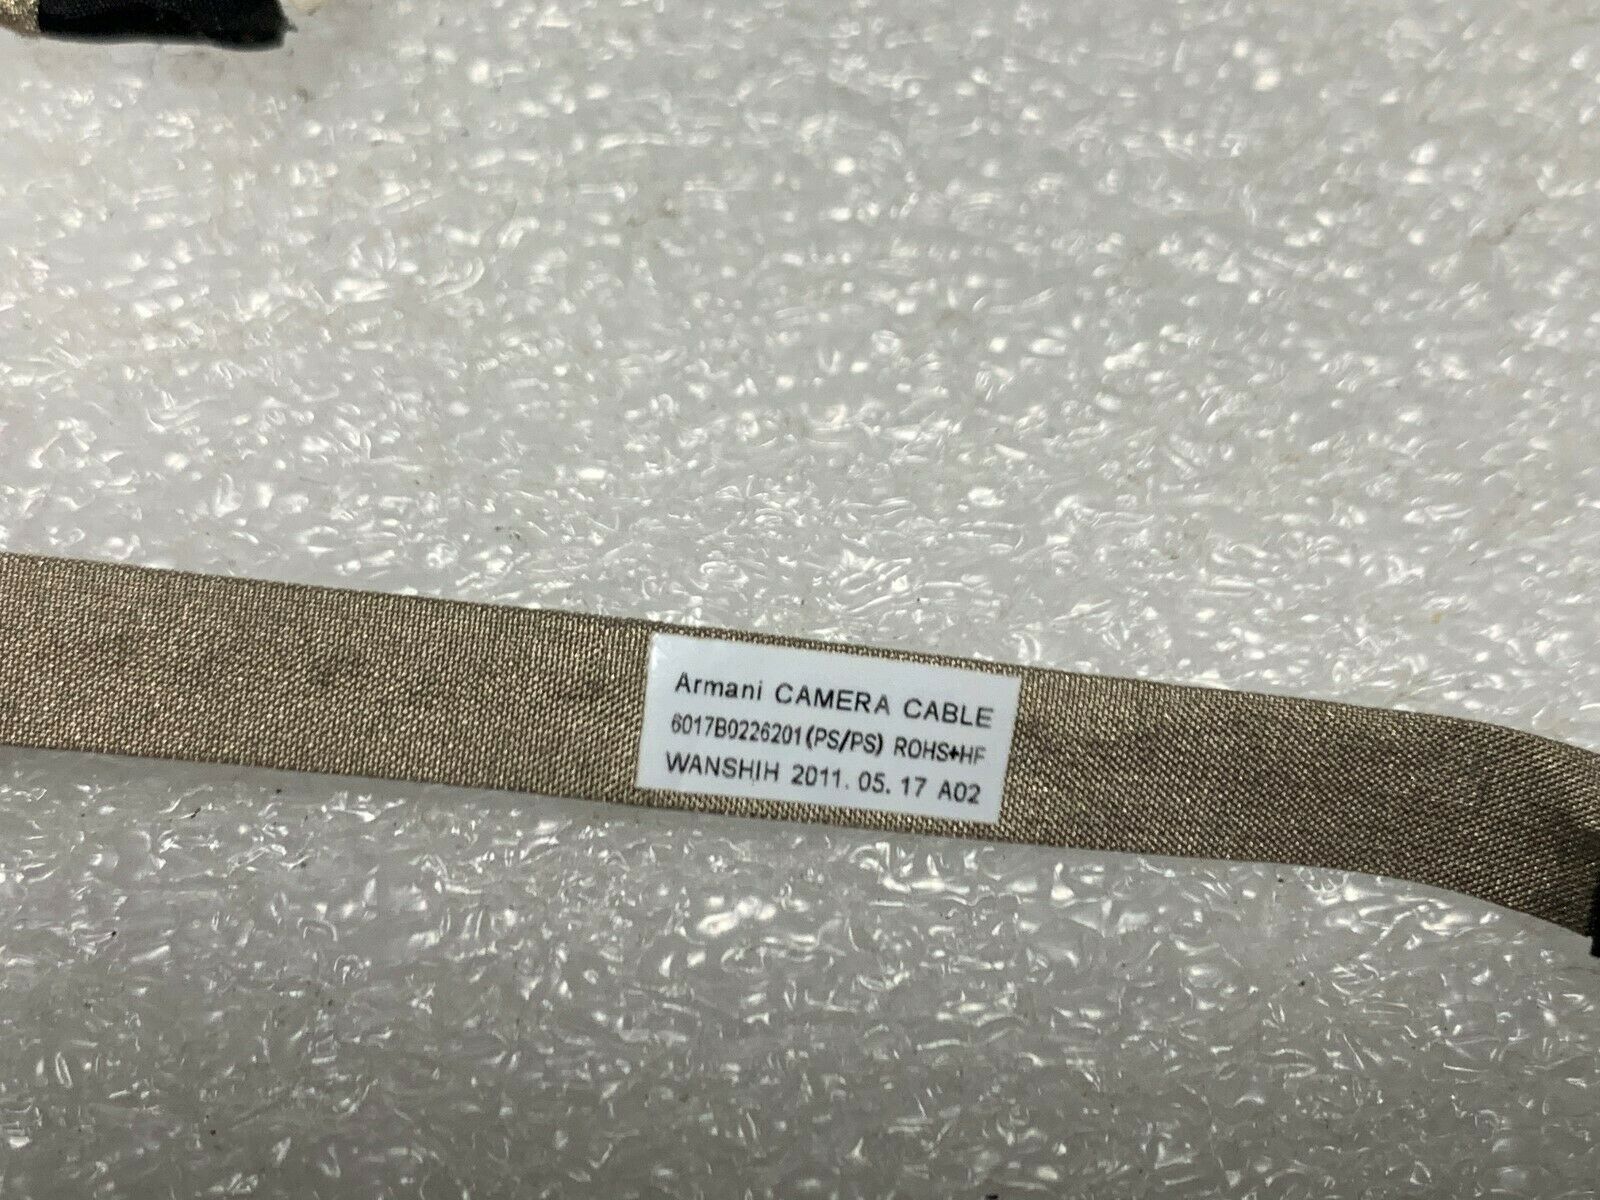 Armani CAMERA CABLE
6017B0226201(PS/PS) ROHS+HF
WANSHIH 2011. 05. 17 A02